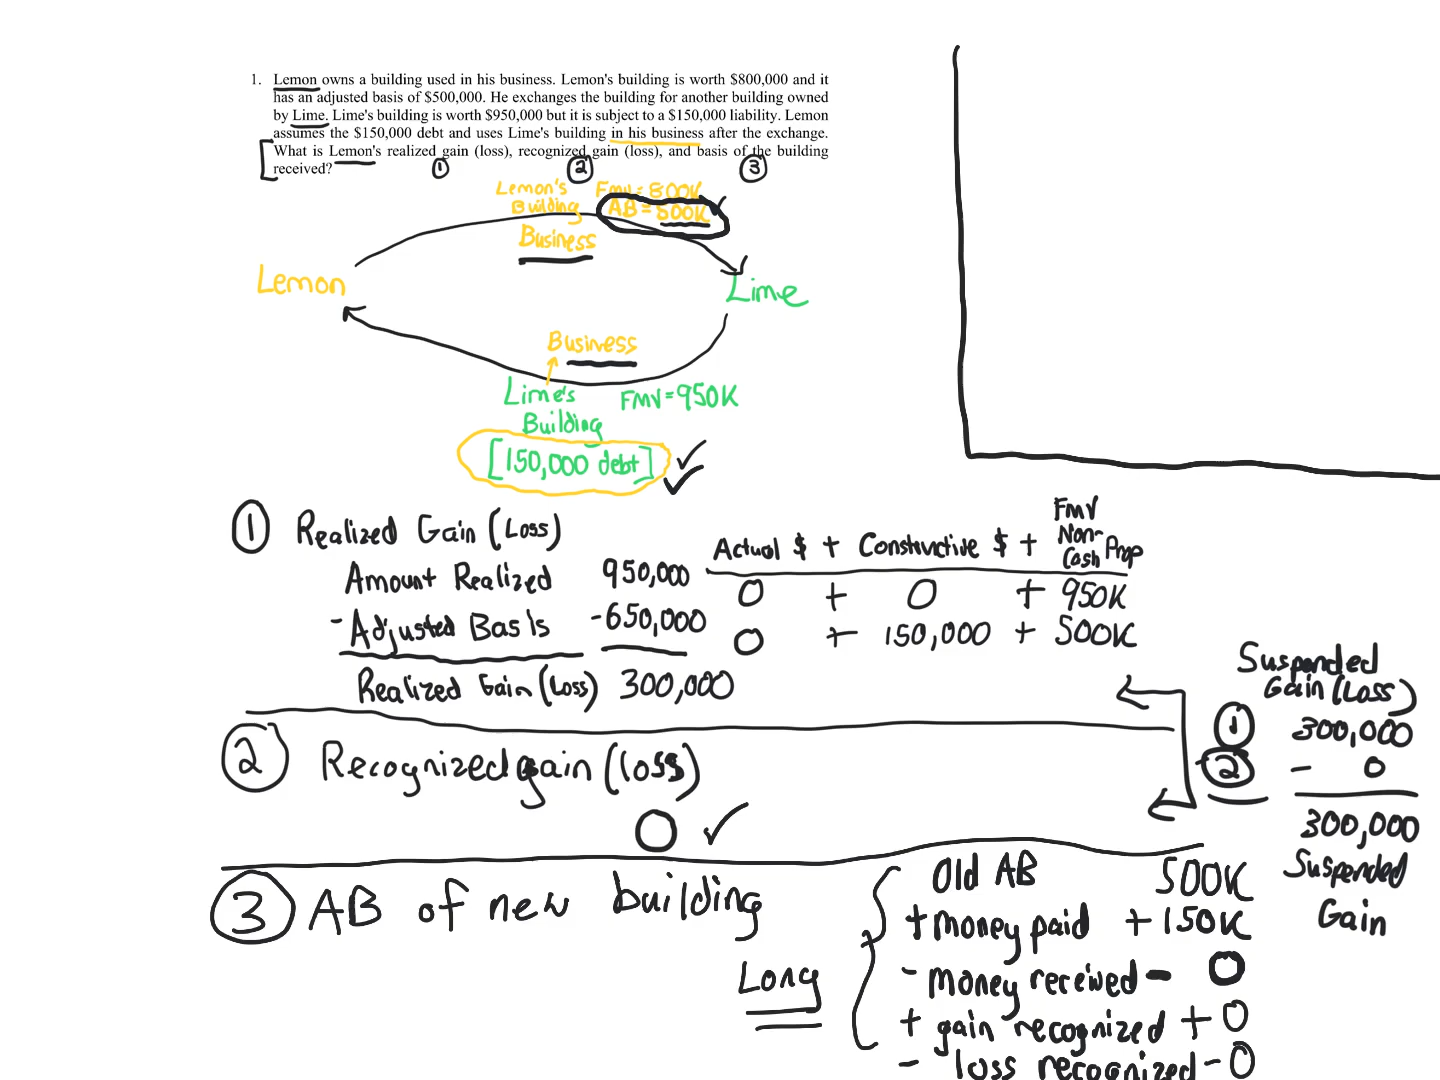 1. Lemon owns a building used in his business. Lemon's building is worth $800,000 and it
has an adjusted basis of $500,000. He exchanges the building for another building owned
by Lime. Lime's building is worth $950,000 but it is subject to a $150,000 liability. Lemon
assumes the $150,000 debt and uses Lime's building in his business after the exchange.
What is Lemon's realized gain (loss), recognized gain (loss), and basis of the building
received?
1 2 3
Lemon's Building
FMV = 800K
AB = 500K
Business
Lemon
Lime
Business
Lime's Building
FMV = 950K
[150,000 debt]
1 Realized Gain (Loss)
Actual $ + Constructive $ + FMV Non-Cash Prop
Amount Realized 950,000 0 + 0 + 950K
- Adjusted Basis -650,000 0 + 150,000 + 500K
Realized Gain (Loss) 300,000
2 Recognized gain (loss)
0
Suspended
Gain (Loss)
1 300,000
- 2 - 0
300,000
Suspended
Gain
3 AB of new building
Long
Old AB 500K
+ money paid + 150K
- money received - 0
+ gain recognized + 0
- loss recognized - 0